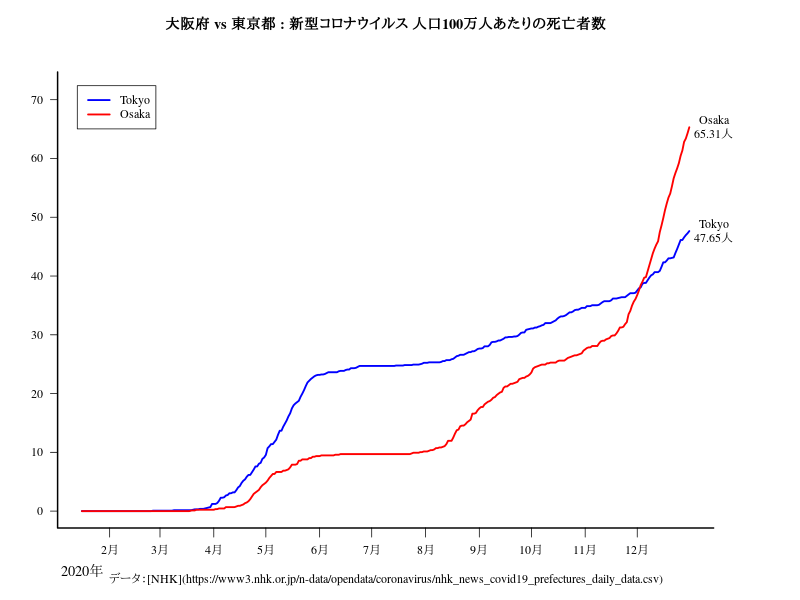 大阪府 vs 東京都 : 新型コロナウイルス 人口100万人あたりの死亡者数
Tokyo
Osaka
70
60
50
40
30
20
10
0
Osaka
65.31人
Tokyo
47.65人
2月 3月 4月 5月 6月 7月 8月 9月 10月 11月 12月
2020年
データ:[NHK](https://www3.nhk.or.jp/n-data/opendata/coronavirus/nhk_news_covid19_prefectures_daily_data.csv)